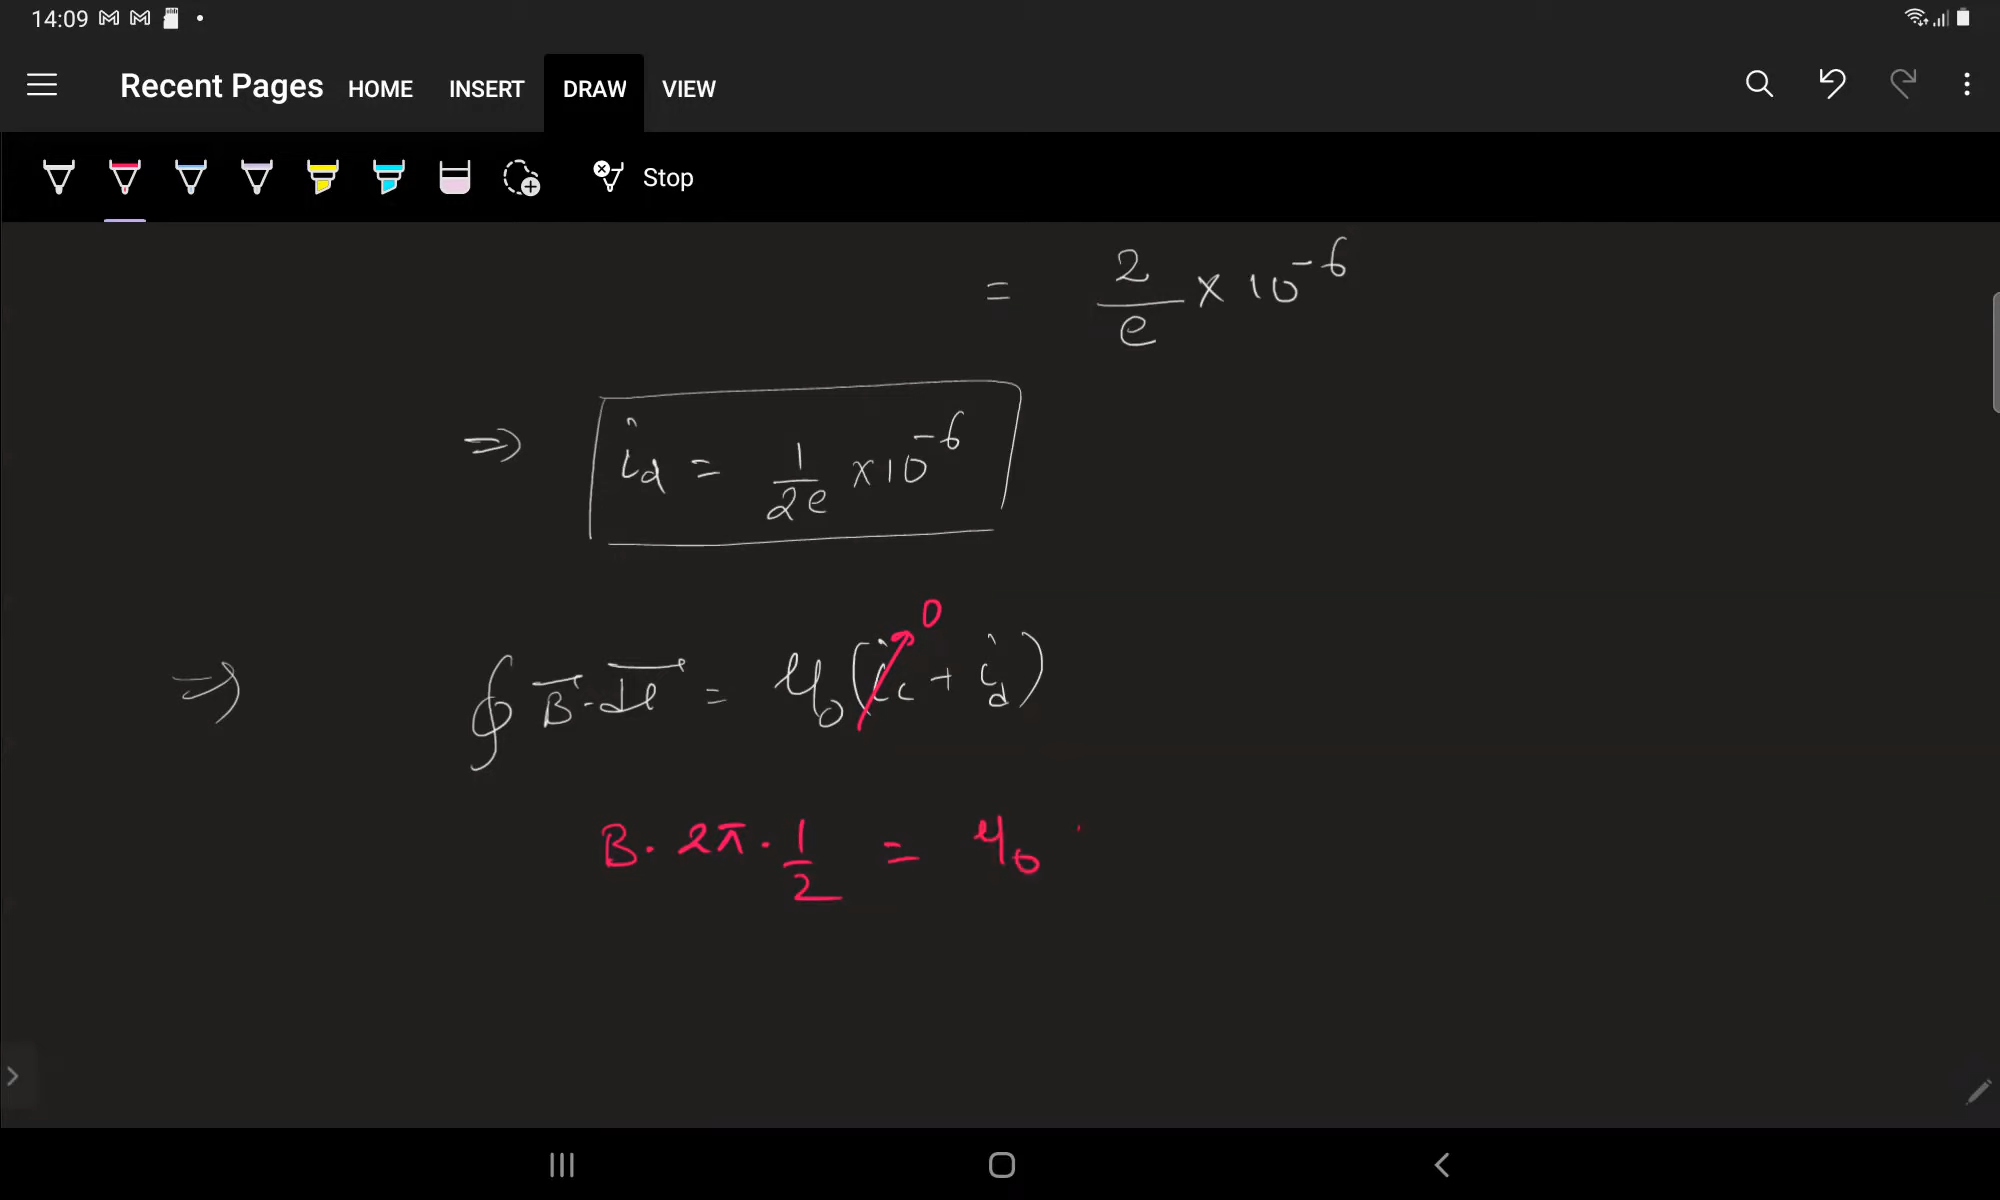 14:09
Recent Pages HOME INSERT DRAW VIEW
Stop
= 2/e × 10^-6
⇒ i_d = 1/2e × 10^-6
⇒ ∮ B⃗ · dl⃗ = μ₀ (i_c + i_d)
0
B · 2π · 1/2 = μ₀